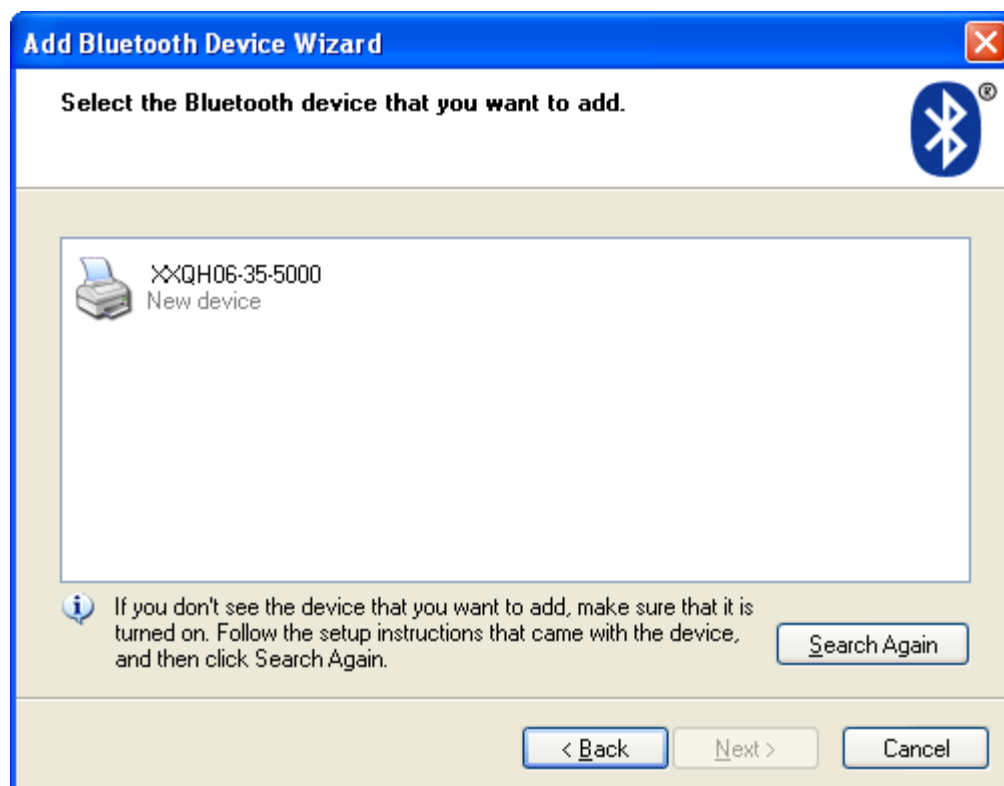 Add Bluetooth Device Wizard
Select the Bluetooth device that you want to add.
®
XXQH06-35-5000
New device
If you don't see the device that you want to add, make sure that it is
turned on. Follow the setup instructions that came with the device,
and then click Search Again.
Search Again
< Back
Next >
Cancel